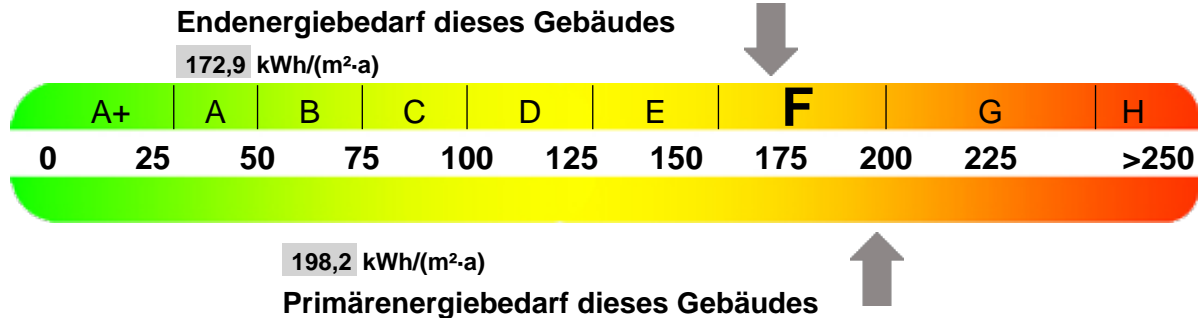 Endenergiebedarf dieses Gebäudes
172,9 kWh/(m²·a)
A+ A B C D E F G H
0 25 50 75 100 125 150 175 200 225 >250
198,2 kWh/(m²·a)
Primärenergiebedarf dieses Gebäudes